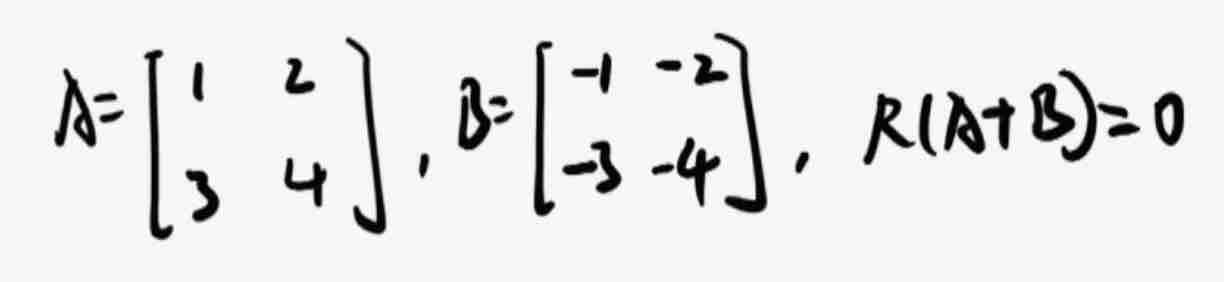 A = [1 2; 3 4], B = [-1 -2; -3 -4], R(A+B)=0